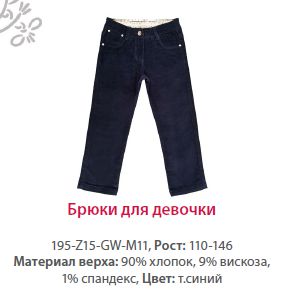 Брюки для девочки
195-Z15-GW-M11, Рост: 110-146
Материал верха: 90% хлопок, 9% вискоза,
1% спандекс, Цвет: т.синий